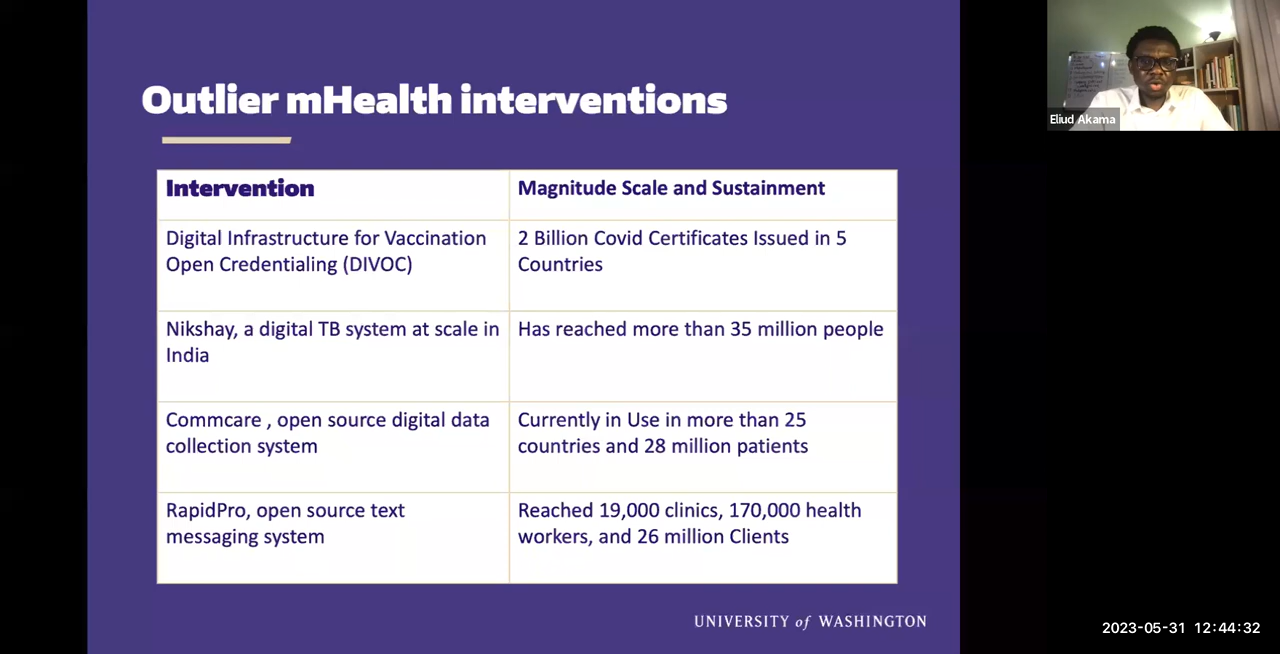 Outlier mHealth interventions
Intervention
Magnitude Scale and Sustainment
Digital Infrastructure for Vaccination
Open Credentialing (DIVOC)
2 Billion Covid Certificates Issued in 5
Countries
Nikshay, a digital TB system at scale in
India
Has reached more than 35 million people
Commcare , open source digital data
collection system
Currently in Use in more than 25
countries and 28 million patients
RapidPro, open source text
messaging system
Reached 19,000 clinics, 170,000 health
workers, and 26 million Clients
UNIVERSITY of WASHINGTON
Eliud Akama
2023-05-31 12:44:32